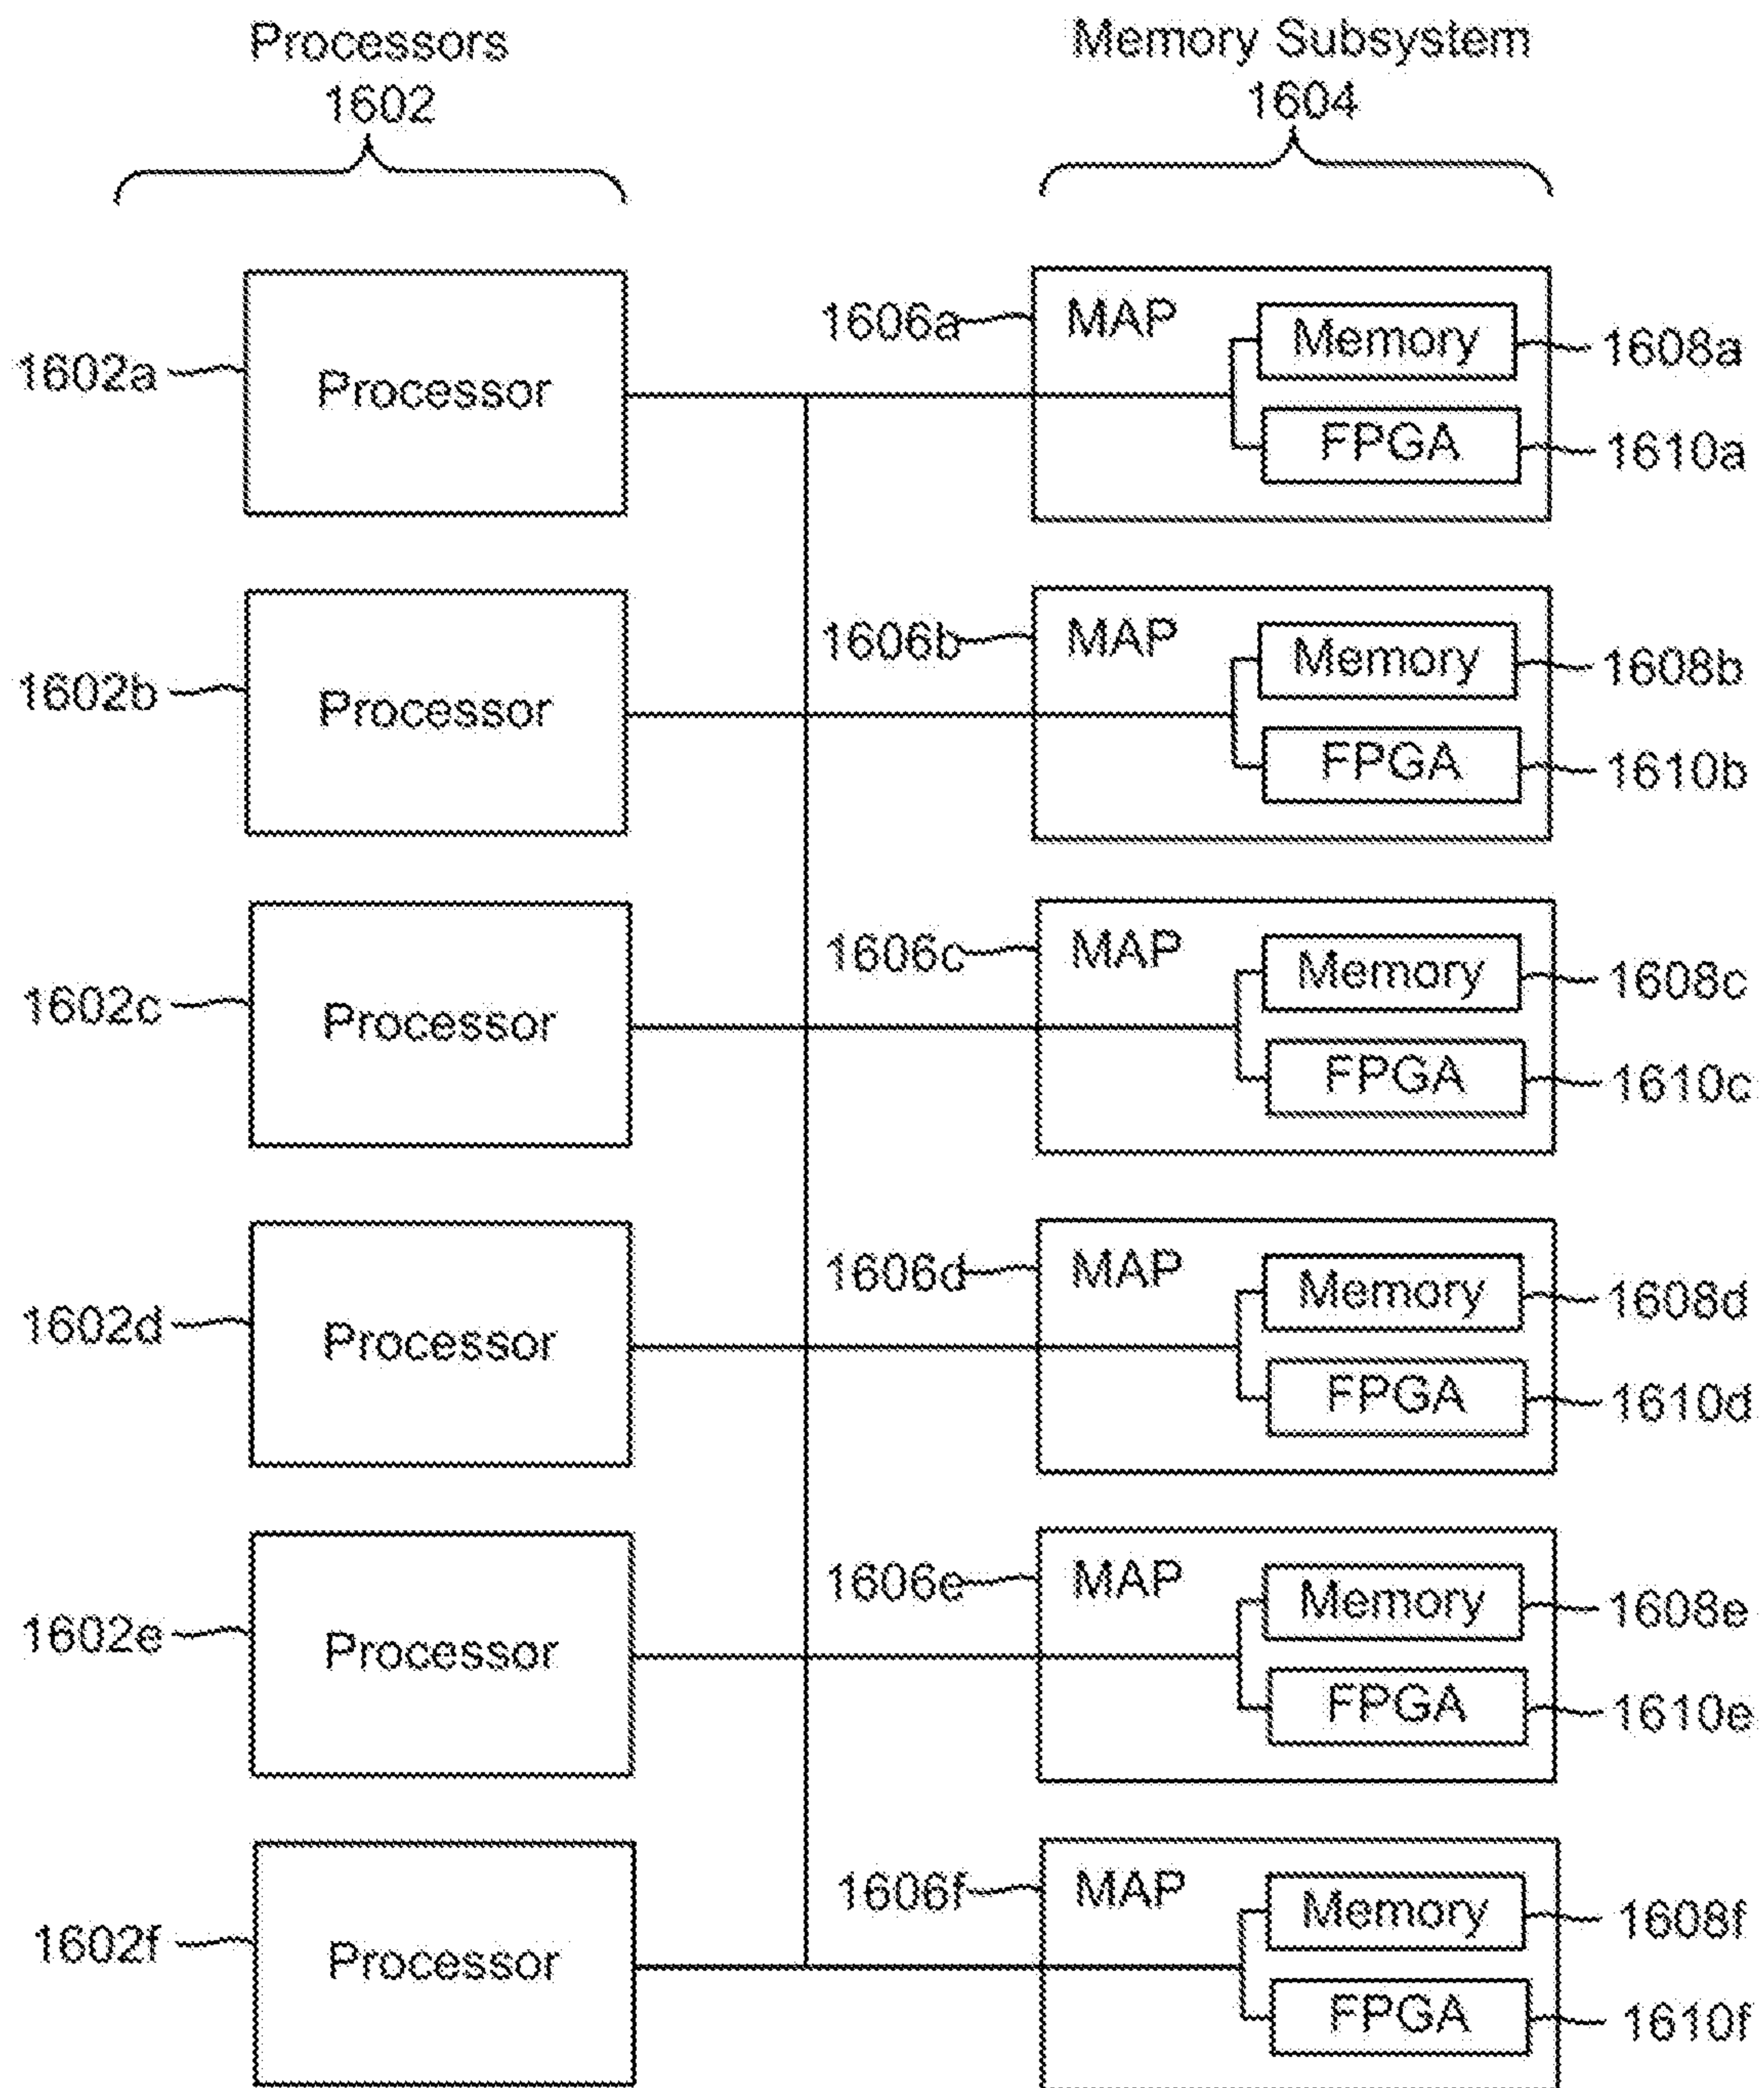 Processors
1602
Memory Subsystem
1604
1602a
Processor
1606a
MAP
Memory
1608a
FPGA
1610a
1602b
Processor
1606b
MAP
Memory
1608b
FPGA
1610b
1602c
Processor
1606c
MAP
Memory
1608c
FPGA
1610c
1602d
Processor
1606d
MAP
Memory
1608d
FPGA
1610d
1602e
Processor
1606e
MAP
Memory
1608e
FPGA
1610e
1602f
Processor
1606f
MAP
Memory
1608f
FPGA
1610f